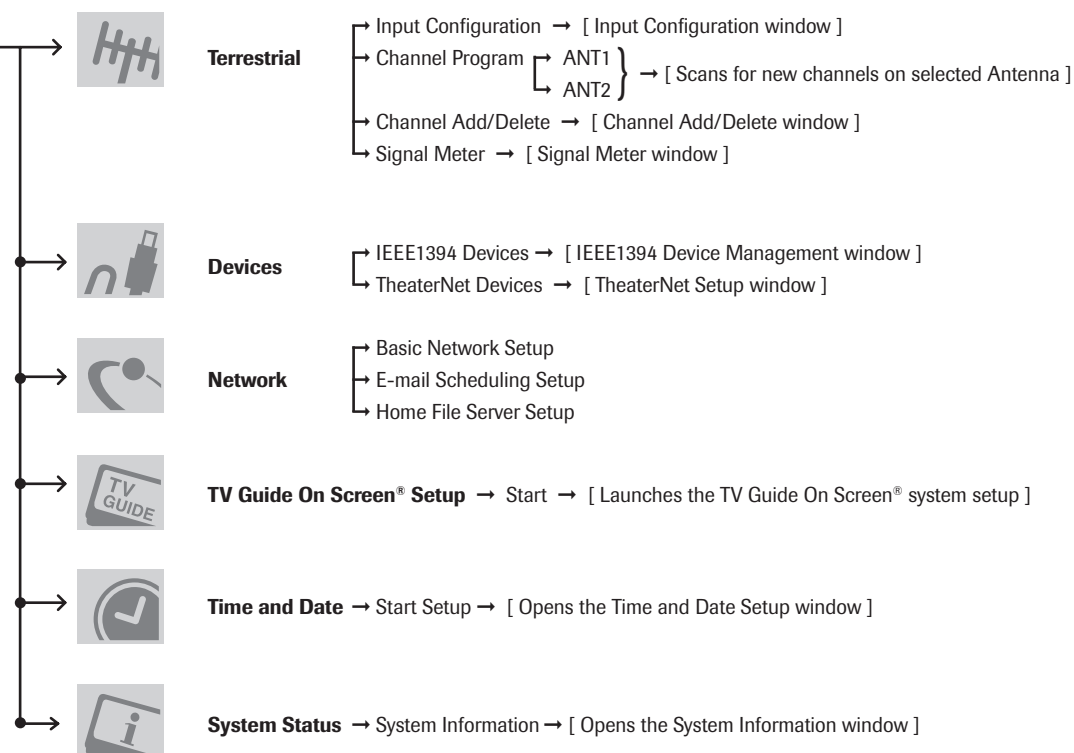 Terrestrial
Input Configuration → [ Input Configuration window ]
Channel Program → ANT1
→ ANT2
} → [ Scans for new channels on selected Antenna ]
Channel Add/Delete → [ Channel Add/Delete window ]
Signal Meter → [ Signal Meter window ]
Devices
IEEE1394 Devices → [ IEEE1394 Device Management window ]
TheaterNet Devices → [ TheaterNet Setup window ]
Network
Basic Network Setup
E-mail Scheduling Setup
Home File Server Setup
TV
GUIDE
TV Guide On Screen® Setup → Start → [ Launches the TV Guide On Screen® system setup ]
Time and Date → Start Setup → [ Opens the Time and Date Setup window ]
i
System Status → System Information → [ Opens the System Information window ]